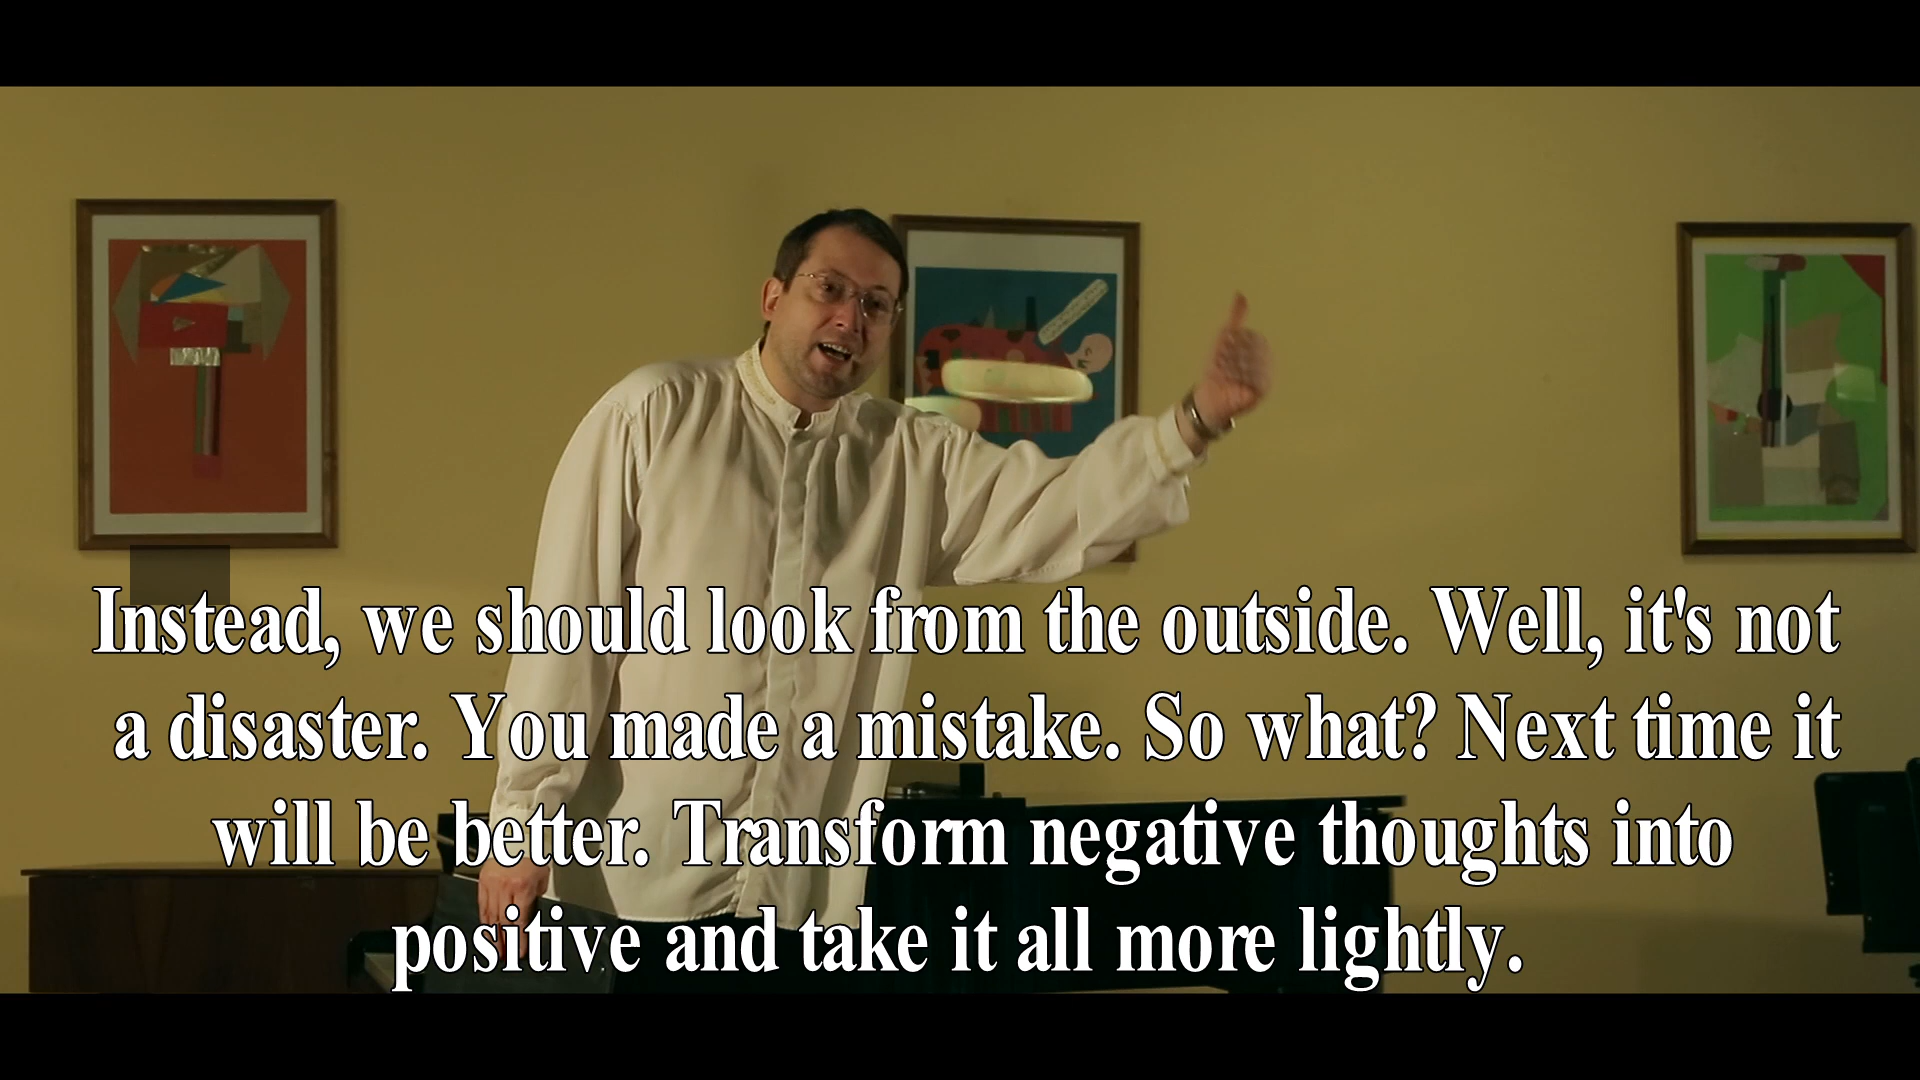 Instead, we should look from the outside. Well, it's not
a disaster. You made a mistake. So what? Next time it
will be better. Transform negative thoughts into
positive and take it all more lightly.